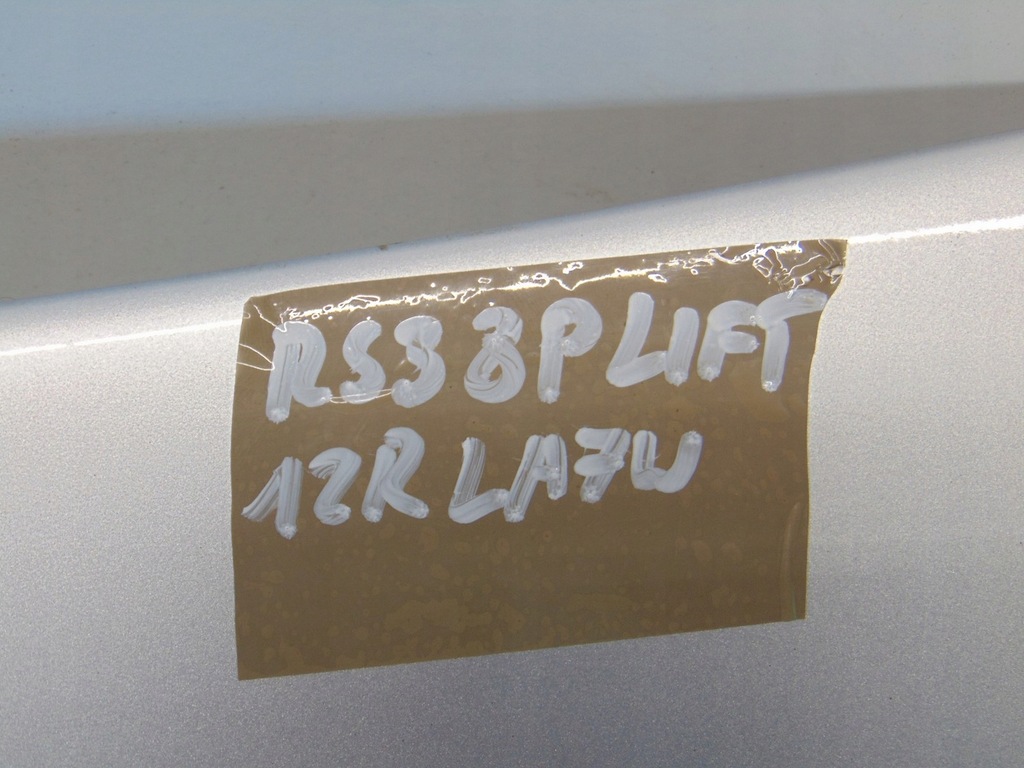 RS3 8P LIFT
12R LA7W